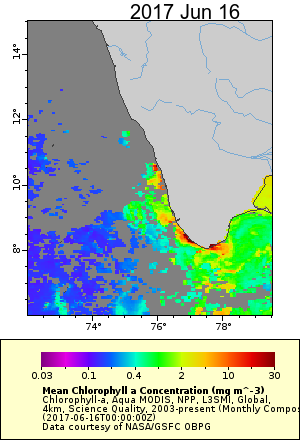 2017 Jun 16
14°
12°
10°
8°
74° 76° 78°
0.03 0.1 1 2 5 10 30
Mean Chlorophyll a Concentration (mg m^-3)
Chlorophyll-a, Aqua MODIS, NPP, L3SMI, Global,
4km, Science Quality, 2003-present (Monthly Compos
(2017-06-16T00:00:00Z)
Data courtesy of NASA/GSFC OBPG